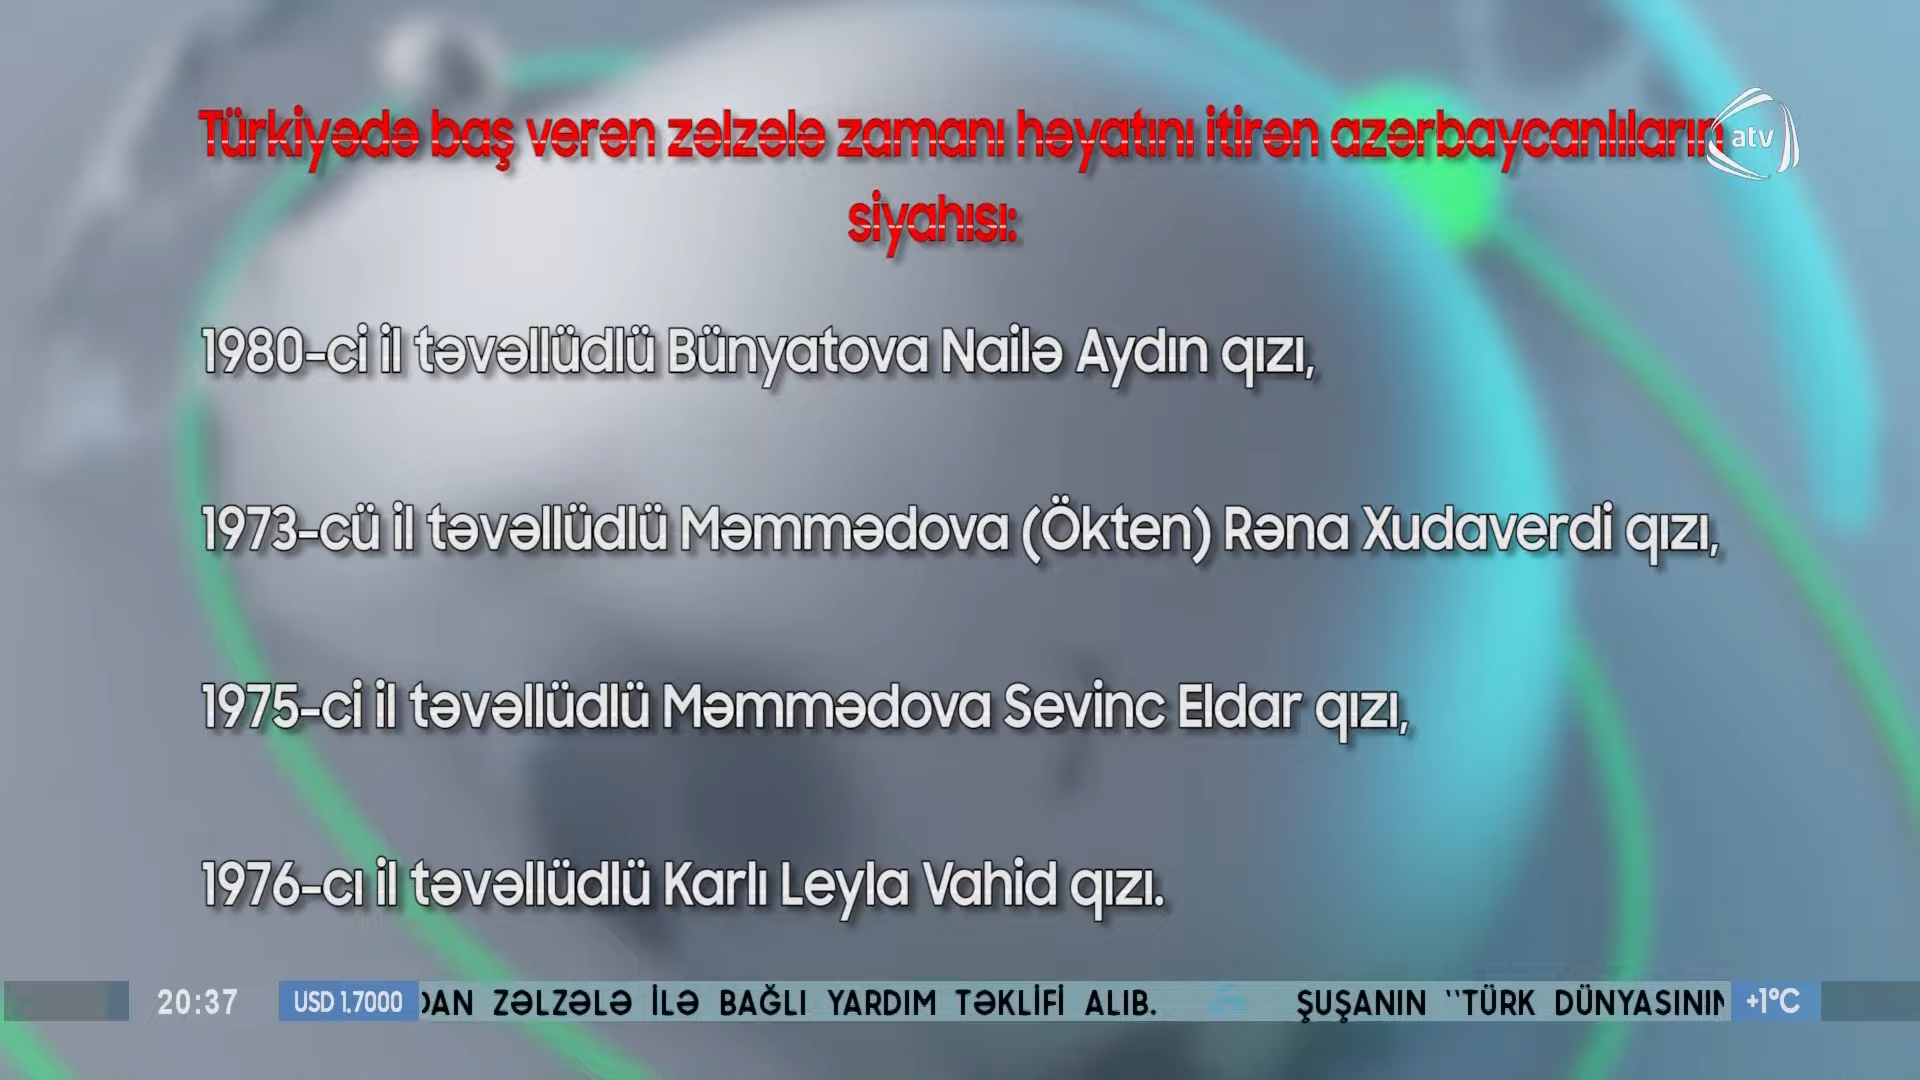 Türkiyədə baş verən zəlzələ zamanı həyatını itirən azərbaycanlıların
atv
siyahısı:
1980-ci il təvəllüdlü Bünyatova Nailə Aydın qızı,
1973-cü il təvəllüdlü Məmmədova (Ökten) Rəna Xudaverdi qızı,
1975-ci il təvəllüdlü Məmmədova Sevinc Eldar qızı,
1976-cı il təvəllüdlü Karlı Leyla Vahid qızı.
20:37 USD 1,7000 DAN ZƏLZƏLƏ İLƏ BAĞLI YARDIM TƏKLİFİ ALIB. ŞUŞANIN ``TÜRK DÜNYASININ +1°C